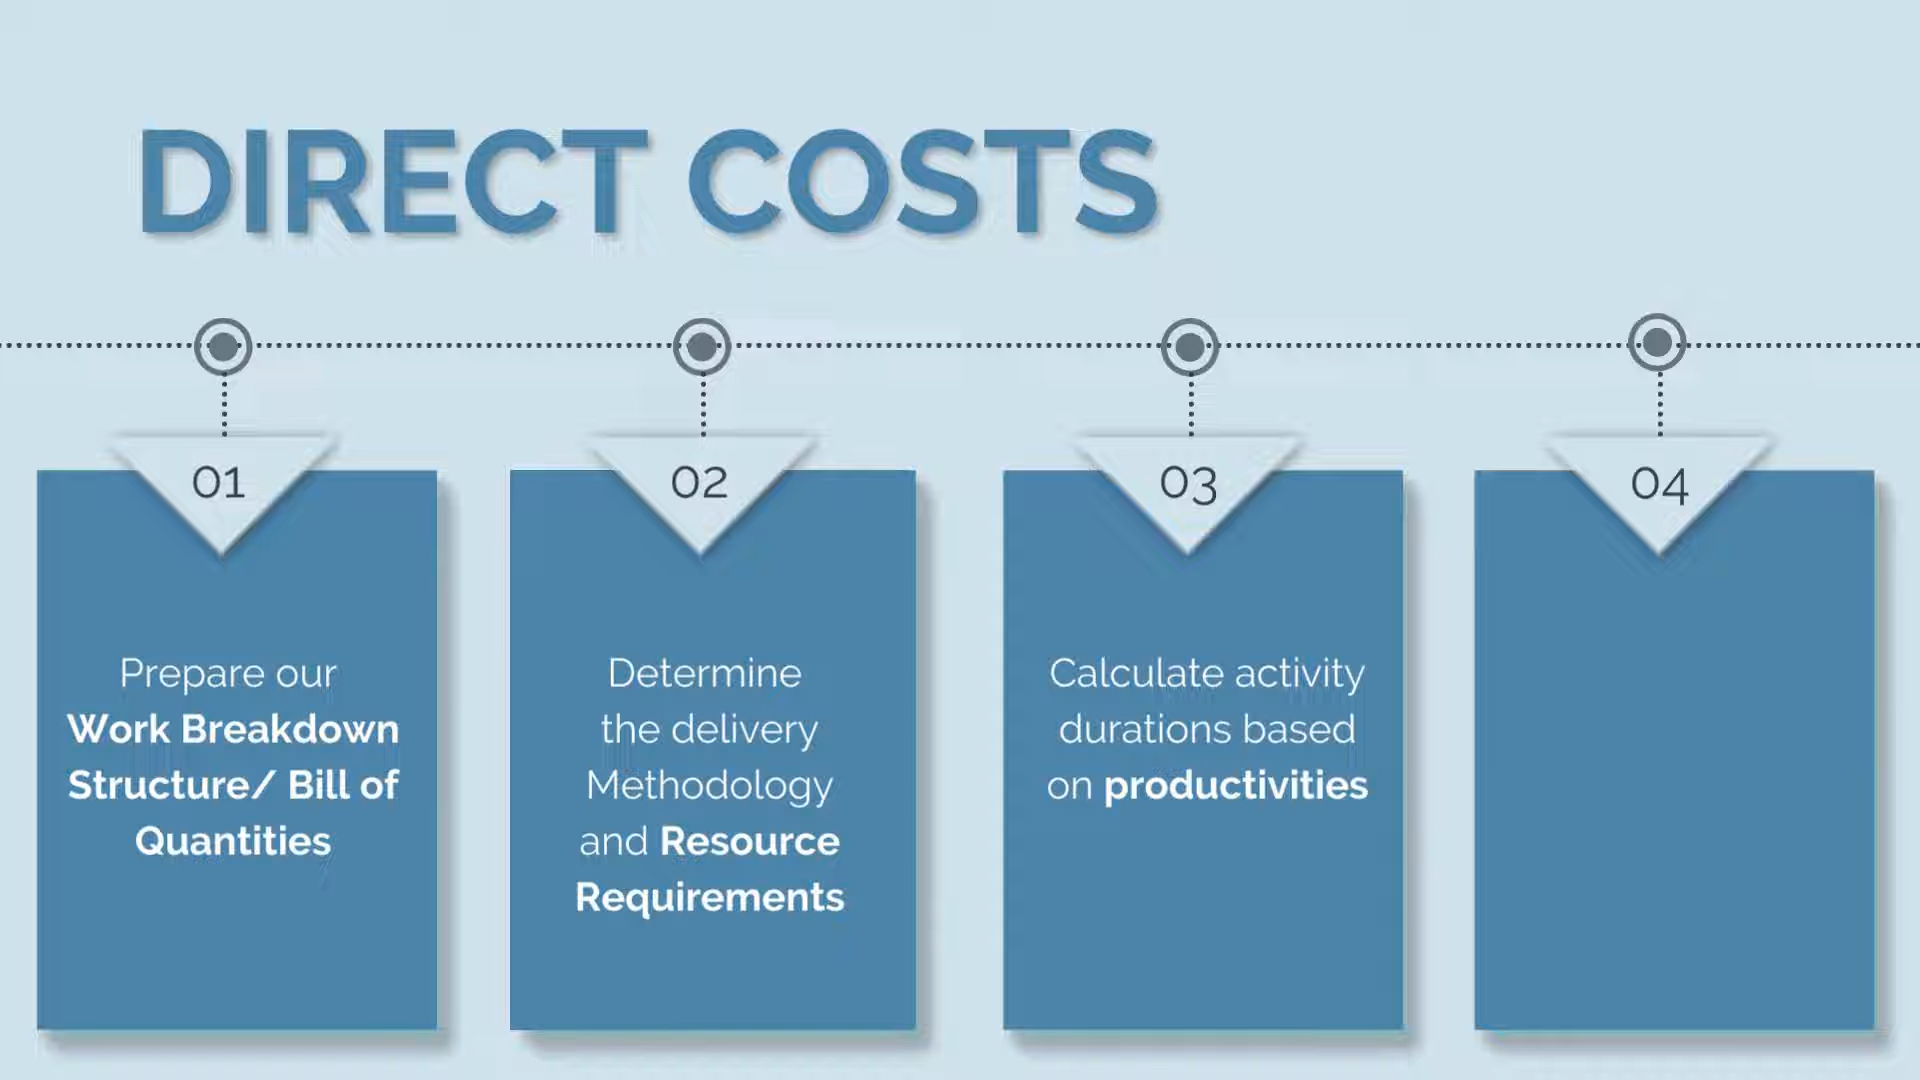 DIRECT COSTS
01
Prepare our
Work Breakdown
Structure/ Bill of
Quantities
02
Determine
the delivery
Methodology
and Resource
Requirements
03
Calculate activity
durations based
on productivities
04